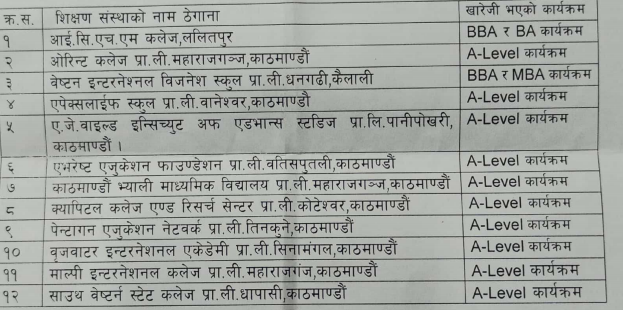 क्र.स. शिक्षण संस्थाको नाम ठेगाना खारेजी भएको कार्यक्रम
१ आई.सि.एच.एम कलेज,ललितपुर BBA र BA कार्यक्रम
२ ओरिन्ट कलेज प्रा.ली.महाराजगञ्ज,काठमाण्डौं A-Level कार्यक्रम
३ वेष्टन इन्टरनेश्नल विजनेश स्कुल प्रा.ली.धनगढी,कैलाली BBA र MBA कार्यक्रम
४ एपेक्सलाईफ स्कुल प्रा.ली.वानेश्वर,काठमाण्डौ A-Level कार्यक्रम
५ ए.जे.वाइल्ड इन्सिच्युट अफ एडभान्स स्टडिज प्रा.लि.पानीपोखरी, A-Level कार्यक्रम
काठमाण्डौं ।
६ एभरेष्ट एजुकेशन फाउण्डेशन प्रा.ली.वतिसपुतली,काठमाण्डौं A-Level कार्यक्रम
७ काठमाण्डौं भ्याली माध्यमिक विद्यालय प्रा.ली.महाराजगञ्ज,काठमाण्डौं A-Level कार्यक्रम
८ क्यापिटल कलेज एण्ड रिसर्च सेन्टर प्रा.ली.कोटेश्वर,काठमाण्डौं A-Level कार्यक्रम
९ पेन्टागन एजुकेशन नेटवर्क प्रा.ली.तिनकुने,काठमाण्डौं A-Level कार्यक्रम
१० वृजवाटर इन्टरनेशनल एकेडेमी प्रा.ली.सिनामंगल,काठमाण्डौं A-Level कार्यक्रम
११ माल्पी इन्टरनेशनल कलेज प्रा.ली.महाराजगंज,काठमाण्डौं A-Level कार्यक्रम
१२ साउथ वेष्टर्न स्टेट कलेज प्रा.ली.धापासी,काठमाण्डौं A-Level कार्यक्रम